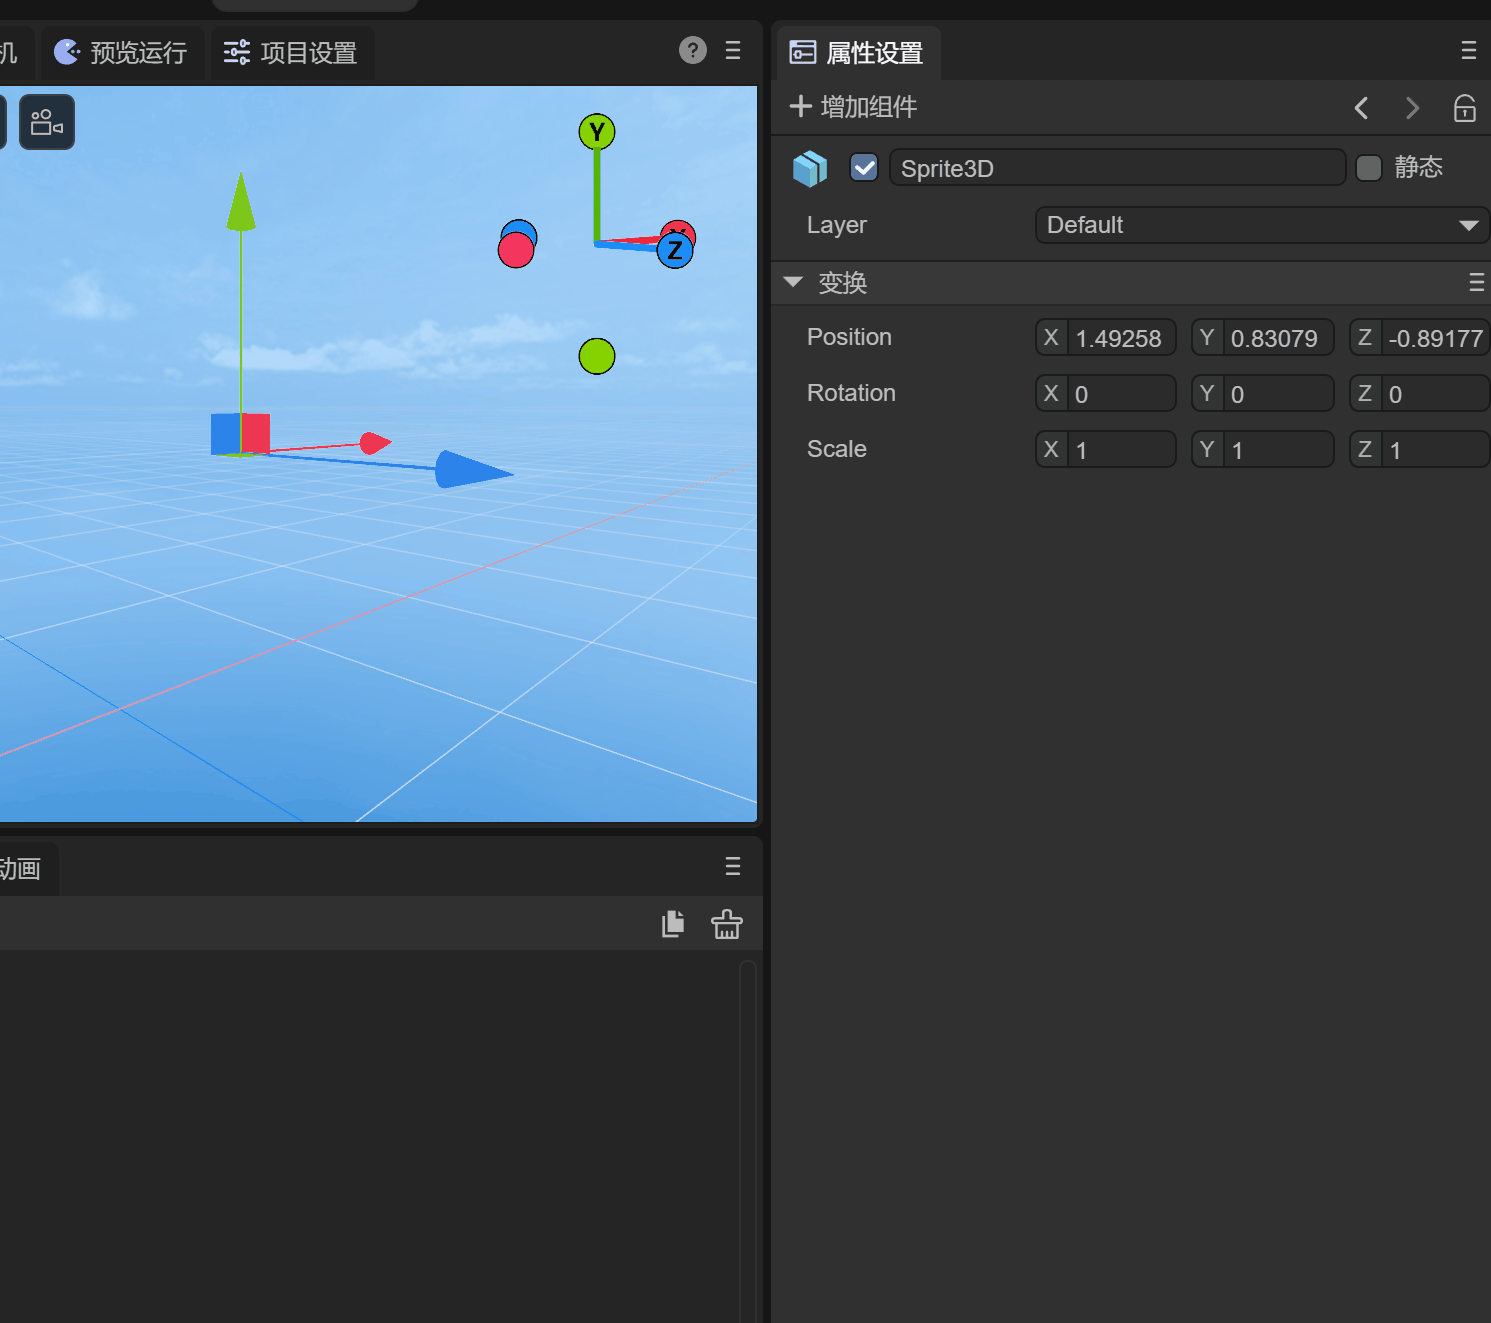 机 预览运行 项目设置 ?
属性设置
增加组件
Sprite3D 静态
Layer Default
变换
Position X 1.49258 Y 0.83079 Z -0.89177
Rotation X 0 Y 0 Z 0
Scale X 1 Y 1 Z 1
Y
Z
动画